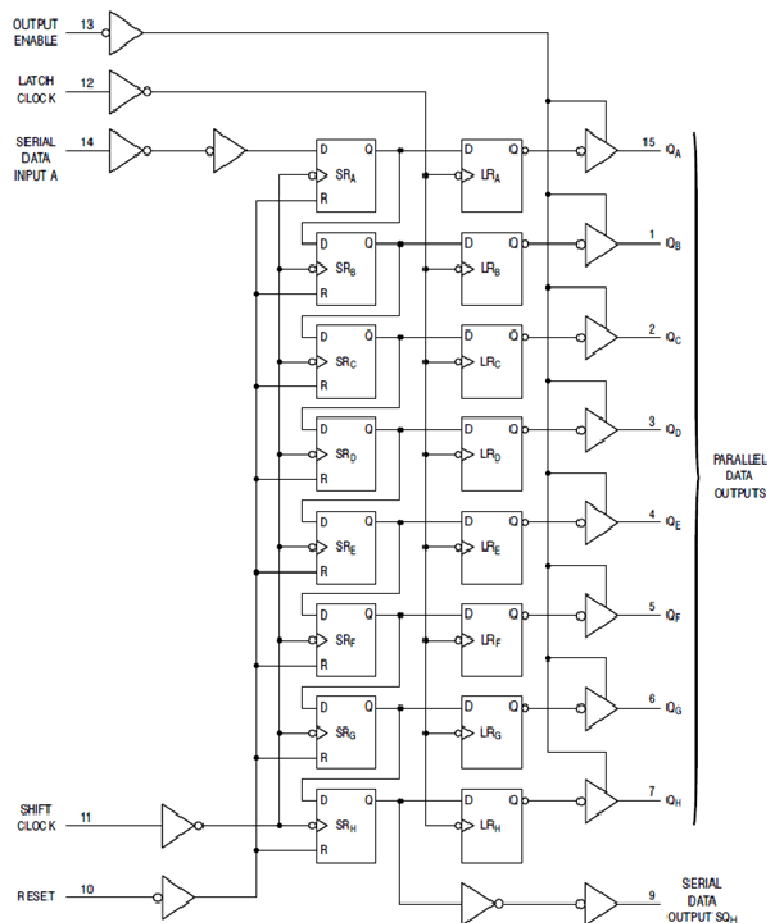 OUTPUT
ENABLE
13
LATCH
CLOCK
12
SERIAL
DATA
INPUT A
14
D Q
SRA
R
D Q
LRA
15
QA
D Q
SRB
R
D Q
LRB
1
QB
D Q
SRC
R
D Q
LRC
2
QC
D Q
SRD
R
D Q
LRD
3
QD
D Q
SRE
R
D Q
LRE
4
QE
D Q
SRF
R
D Q
LRF
5
QF
D Q
SRG
R
D Q
LRG
6
QG
D Q
SRH
R
D Q
LRH
7
QH
PARALLEL
DATA
OUTPUTS
SHIFT
CLOCK
11
RESET
10
9
SERIAL
DATA
OUTPUT SQH